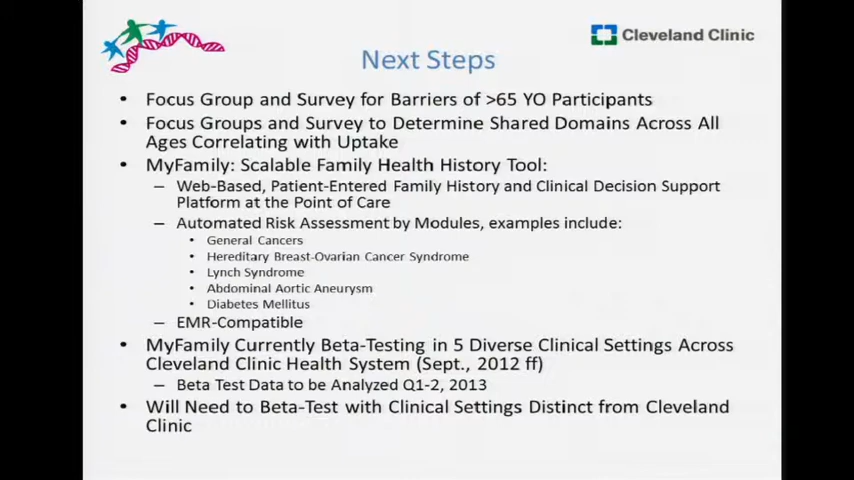 Cleveland Clinic
Next Steps
• Focus Group and Survey for Barriers of >65 YO Participants
• Focus Groups and Survey to Determine Shared Domains Across All
Ages Correlating with Uptake
• MyFamily: Scalable Family Health History Tool:
– Web-Based, Patient-Entered Family History and Clinical Decision Support
Platform at the Point of Care
– Automated Risk Assessment by Modules, examples include:
• General Cancers
• Hereditary Breast-Ovarian Cancer Syndrome
• Lynch Syndrome
• Abdominal Aortic Aneurysm
• Diabetes Mellitus
– EMR-Compatible
• MyFamily Currently Beta-Testing in 5 Diverse Clinical Settings Across
Cleveland Clinic Health System (Sept., 2012 ff)
– Beta Test Data to be Analyzed Q1-2, 2013
• Will Need to Beta-Test with Clinical Settings Distinct from Cleveland
Clinic